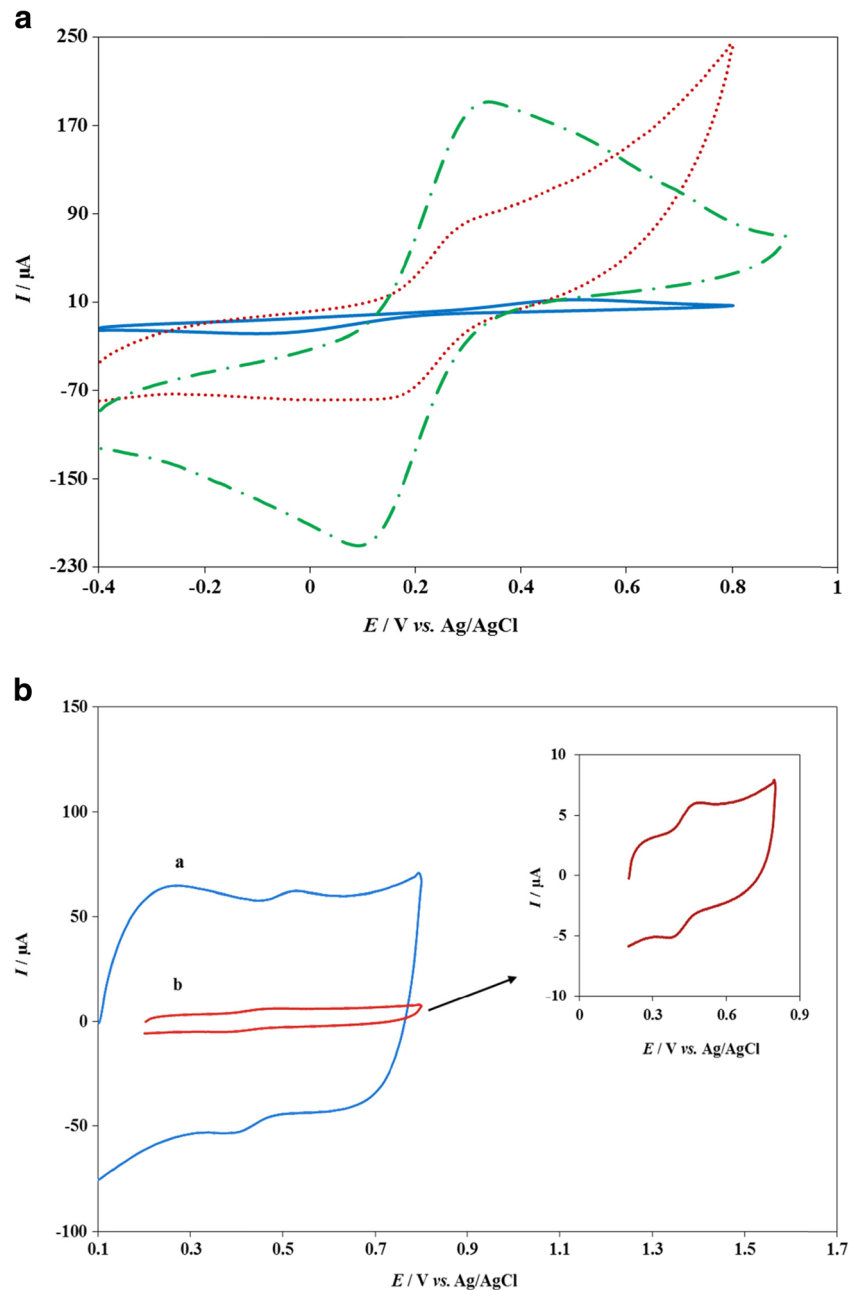 a
250
170
90
10
-70
-150
-230
I / µA
-0.4 -0.2 0 0.2 0.4 0.6 0.8 1
E / V vs. Ag/AgCl
b
150
100
50
0
-50
-100
I / µA
a
b
10
5
0
-5
-10
I / µA
0 0.3 0.6 0.9
E / V vs. Ag/AgCl
0.1 0.3 0.5 0.7 0.9 1.1 1.3 1.5 1.7
E / V vs. Ag/AgCl